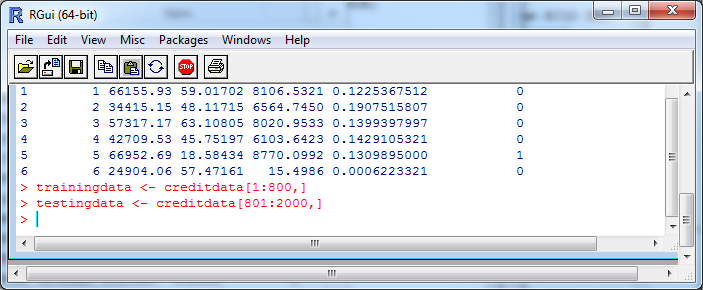 RGui (64-bit)
File Edit View Misc Packages Windows Help
STOP
1 1 66155.93 59.01702 8106.5321 0.1225367512 0
2 2 34415.15 48.11715 6564.7450 0.1907515807 0
3 3 57317.17 63.10805 8020.9533 0.1399397997 0
4 4 42709.53 45.75197 6103.6423 0.1429105321 0
5 5 66952.69 18.58434 8770.0992 0.1309895000 1
6 6 24904.06 57.47161 15.4986 0.0006223321 0
> trainingdata <- creditdata[1:800,]
> testingdata <- creditdata[801:2000,]
>